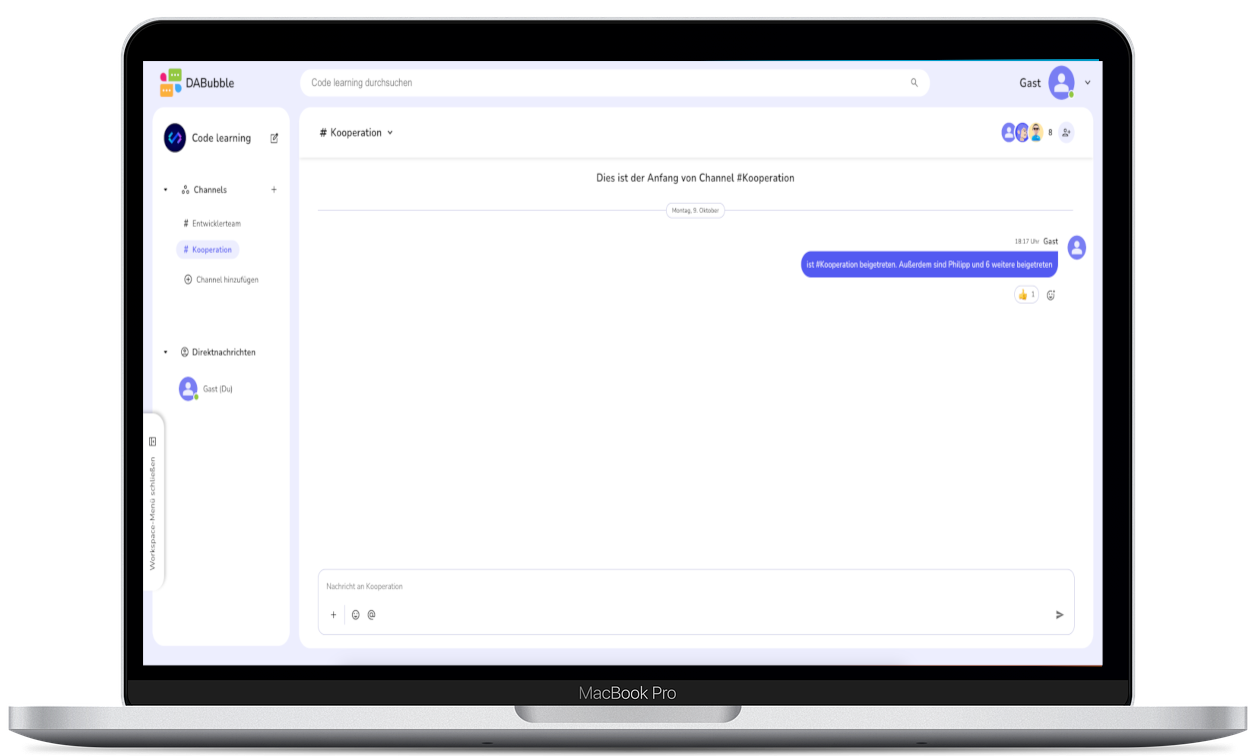 DABubble
Code learning durchsuchen
Gast
Code learning
# Kooperation
8
Channels
Dies ist der Anfang von Channel #Kooperation
Montag, 9. Oktober
# Entwicklerteam
# Kooperation
18:17 Uhr Gast
ist #Kooperation beigetreten. Außerdem sind Philipp und 6 weitere beigetreten
Channel hinzufügen
1
Direktnachrichten
Gast (Du)
Workspace-Menü schließen
Nachricht an Kooperation
MacBook Pro